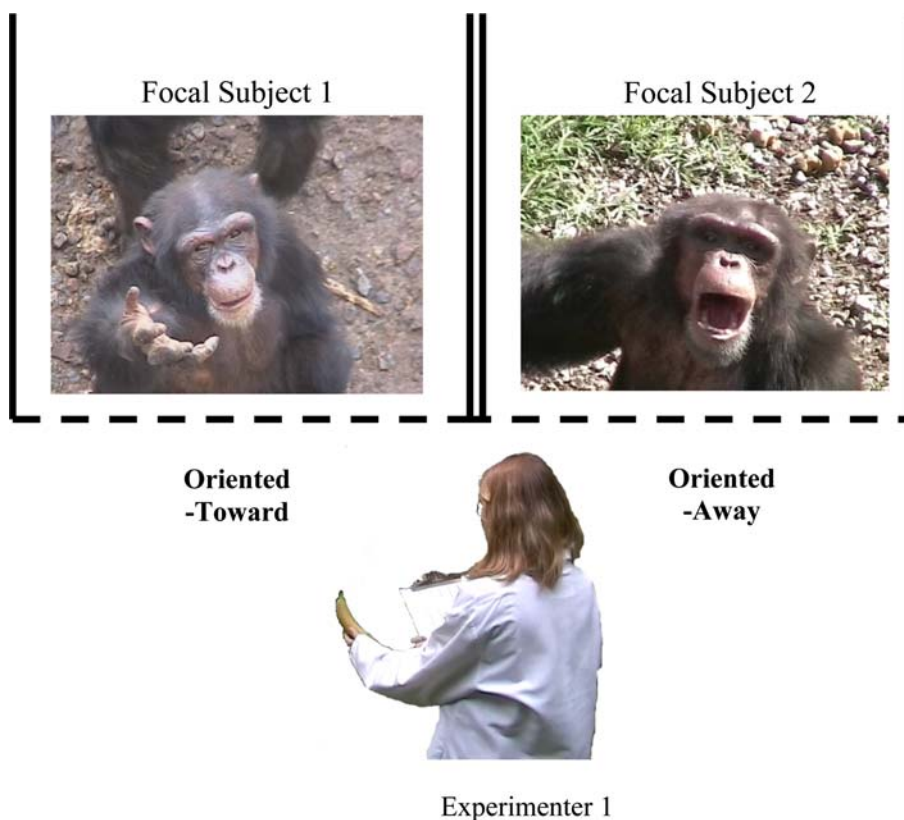 Focal Subject 1
Focal Subject 2
Oriented
-Toward
Oriented
-Away
Experimenter 1